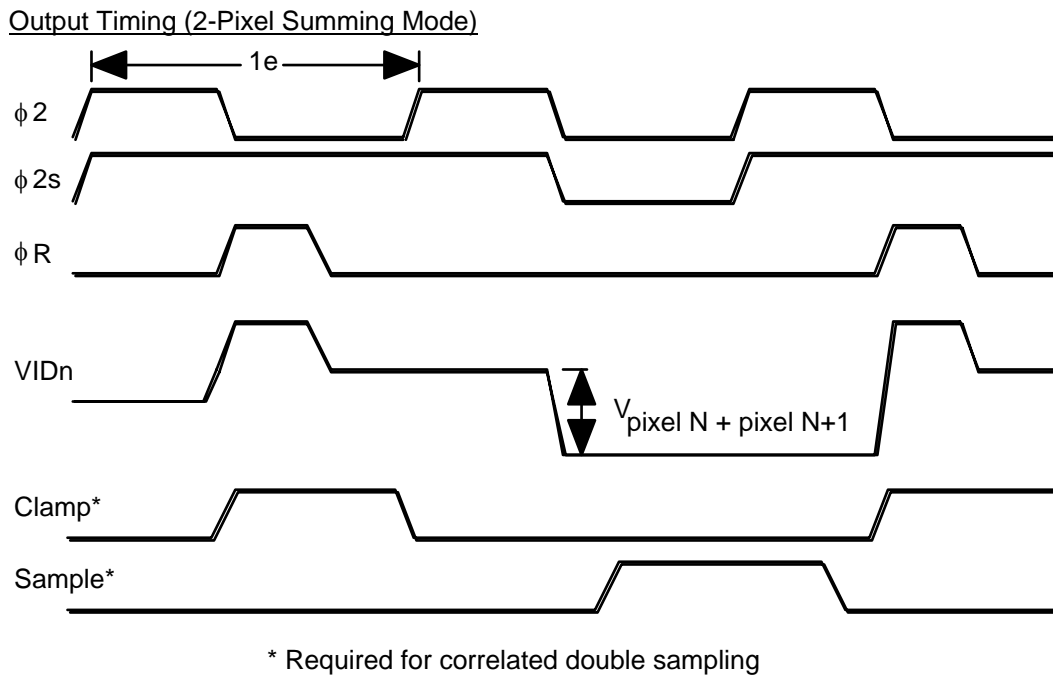 Output Timing (2-Pixel Summing Mode)
1e
ϕ2
ϕ2s
ϕR
VIDn
Vpixel N + pixel N+1
Clamp*
Sample*
* Required for correlated double sampling